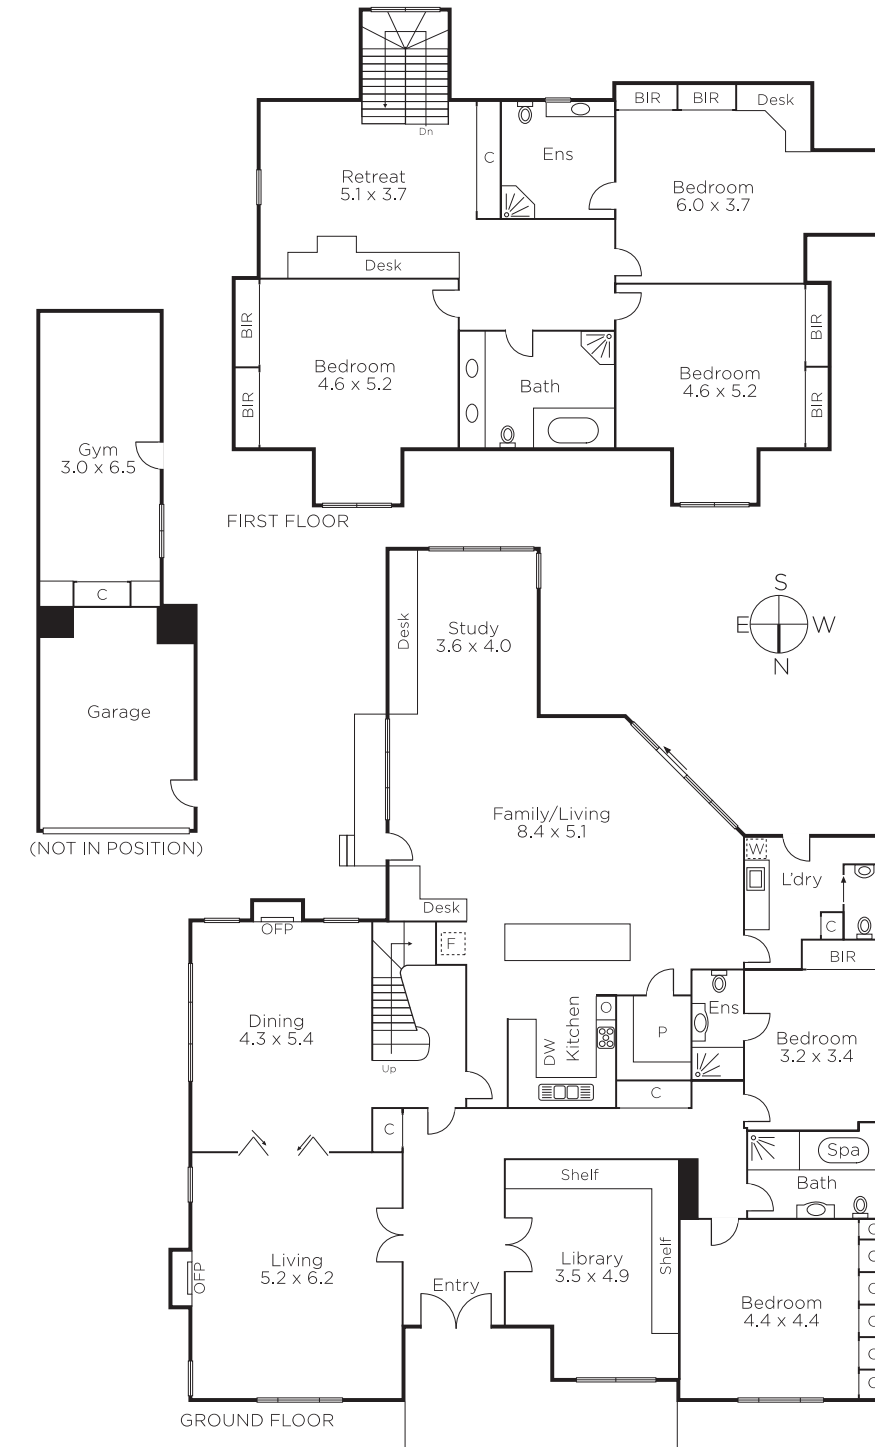 BIR
BIR
Desk
Dn
C
Ens
Retreat
5.1 x 3.7
Bedroom
6.0 x 3.7
Desk
BIR
BIR
Bedroom
4.6 x 5.2
Bath
Bedroom
4.6 x 5.2
BIR
BIR
Gym
3.0 x 6.5
FIRST FLOOR
C
S
E
W
N
Desk
Study
3.6 x 4.0
Garage
(NOT IN POSITION)
Family/Living
8.4 x 5.1
W
L'dry
C
BIR
Desk
OFP
F
Dining
4.3 x 5.4
Up
DW
Kitchen
O
P
Ens
Bedroom
3.2 x 3.4
C
C
Spa
Bath
Shelf
Shelf
OFP
Living
5.2 x 6.2
Entry
Library
3.5 x 4.9
Bedroom
4.4 x 4.4
C
C
C
C
C
C
GROUND FLOOR